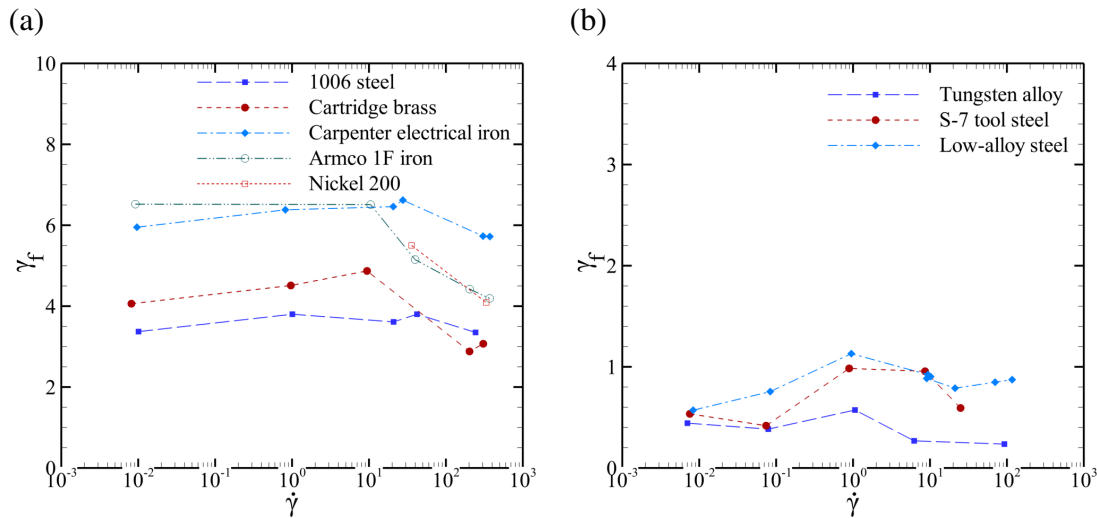 (a)
(b)
10
8
6
4
2
0
γf
1006 steel
Cartridge brass
Carpenter electrical iron
Armco 1F iron
Nickel 200
10⁻³
10⁻²
10⁻¹
10⁰
10¹
10²
10³
γ̇
4
3
2
1
0
γf
Tungsten alloy
S-7 tool steel
Low-alloy steel
10⁻³
10⁻²
10⁻¹
10⁰
10¹
10²
10³
γ̇